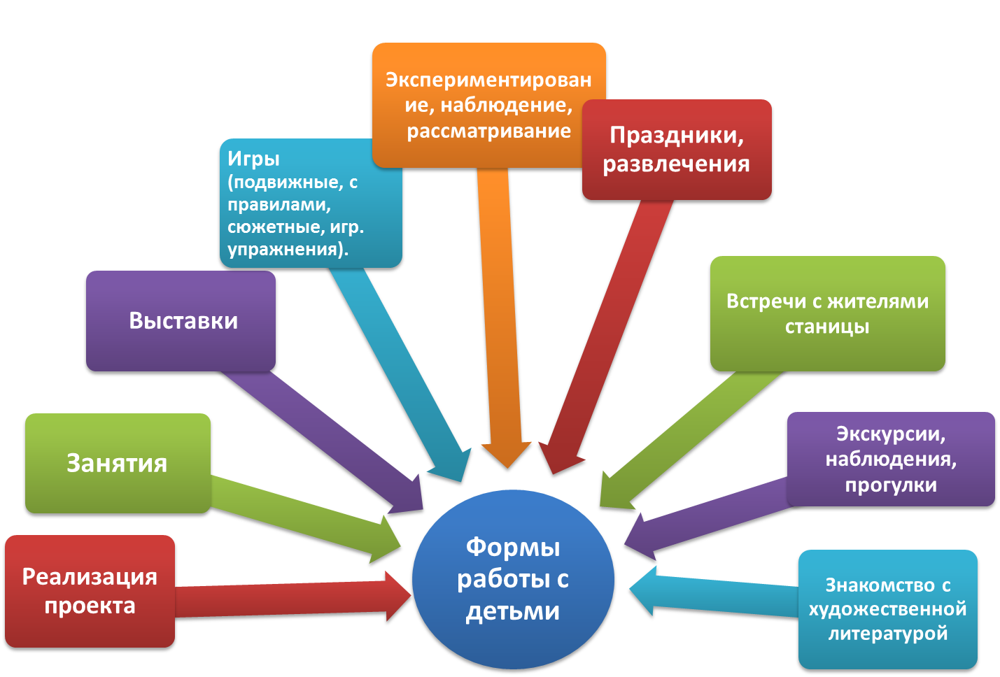 Экспериментирован
ие, наблюдение,
рассматривание
Праздники,
развлечения
Игры
(подвижные, с
правилами,
сюжетные, игр.
упражнения).
Встречи с жителями
станицы
Выставки
Экскурсии,
наблюдения,
прогулки
Занятия
Реализация
проекта
Формы
работы с
детьми
Знакомство с
художественной
литературой